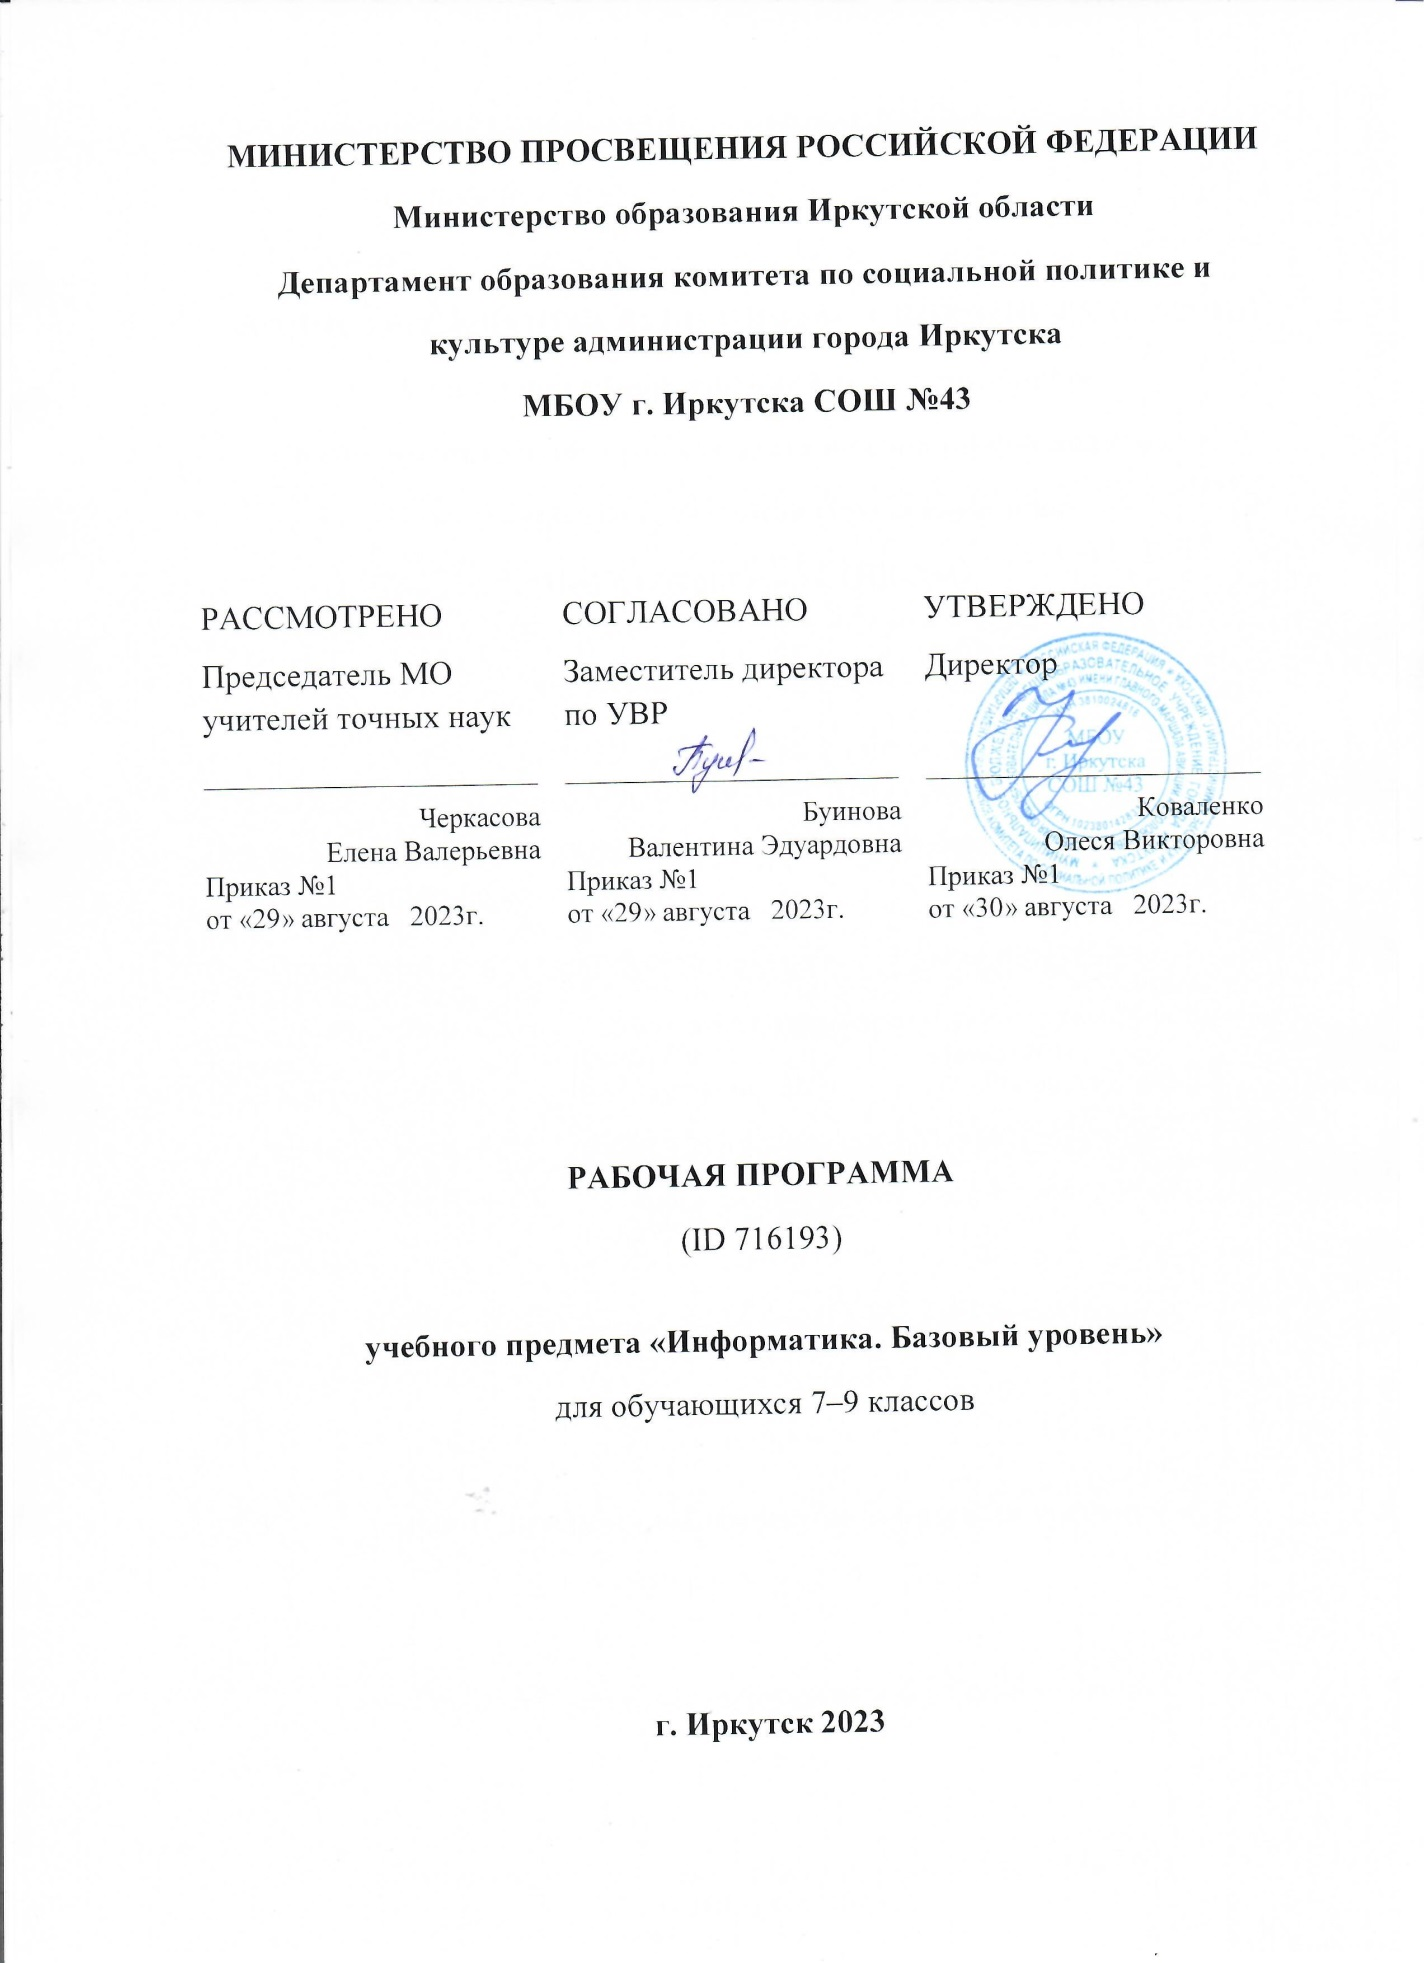 МИНИСТЕРСТВО ПРОСВЕЩЕНИЯ РОССИЙСКОЙ ФЕДЕРАЦИИ
Министерство образования Иркутской области
Департамент образования комитета по социальной политике и
культуре администрации города Иркутска
МБОУ г. Иркутска СОШ №43
РАССМОТРЕНО
Председатель МО
учителей точных наук
Черкасова
Елена Валерьевна
Приказ №1
от «29» августа 2023г.
СОГЛАСОВАНО
Заместитель директора
по УВР
Буинова
Валентина Эдуардовна
Приказ №1
от «29» августа 2023г.
УТВЕРЖДЕНО
Директор
МБОУ
г. Иркутска
СОШ №43
Коваленко
Олеся Викторовна
Приказ №1
от «30» августа 2023г.
РАБОЧАЯ ПРОГРАММА
(ID 716193)
учебного предмета «Информатика. Базовый уровень»
для обучающихся 7–9 классов
г. Иркутск 2023